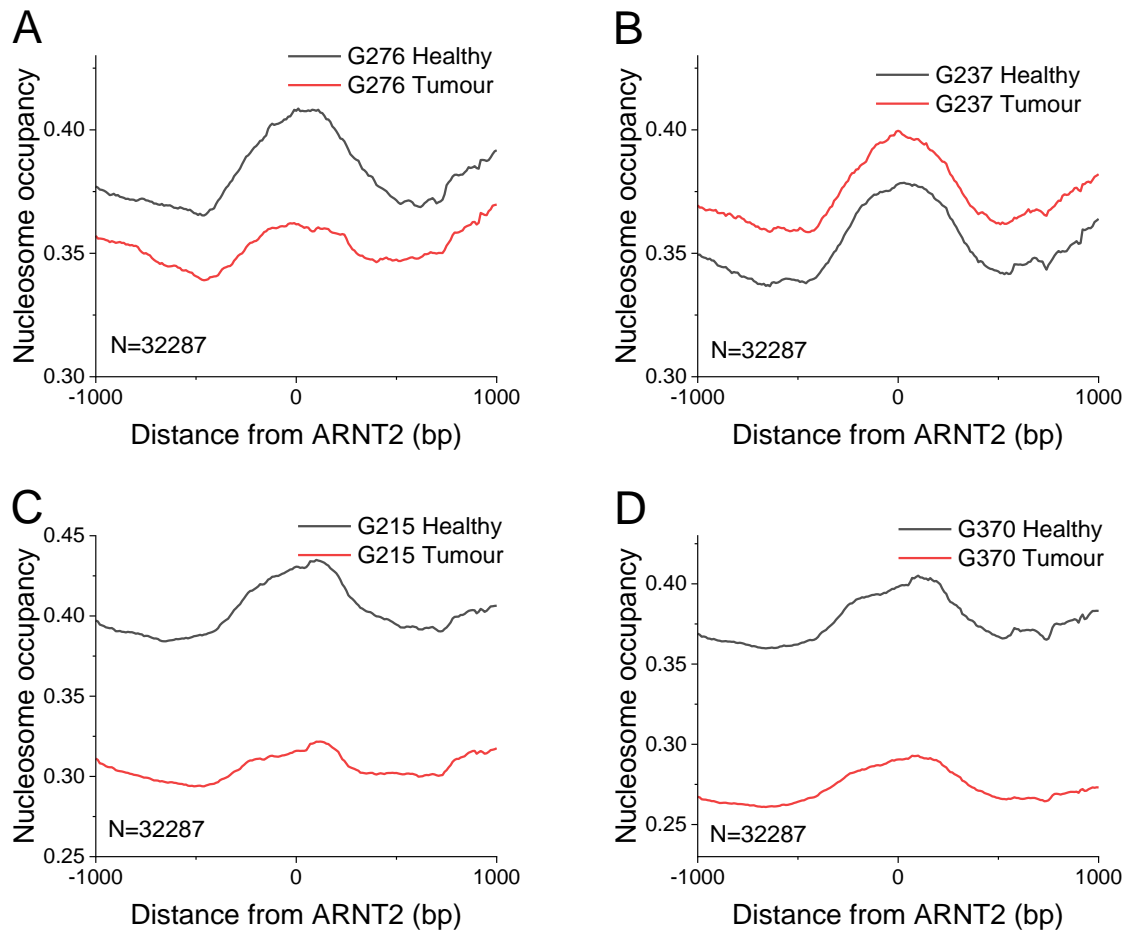 A
G276 Healthy
G276 Tumour
Nucleosome occupancy
0.40
0.35
0.30
N=32287
-1000
0
1000
Distance from ARNT2 (bp)
B
G237 Healthy
G237 Tumour
Nucleosome occupancy
0.40
0.35
0.30
N=32287
-1000
0
1000
Distance from ARNT2 (bp)
C
G215 Healthy
G215 Tumour
Nucleosome occupancy
0.45
0.40
0.35
0.30
0.25
N=32287
-1000
0
1000
Distance from ARNT2 (bp)
D
G370 Healthy
G370 Tumour
Nucleosome occupancy
0.40
0.35
0.30
0.25
N=32287
-1000
0
1000
Distance from ARNT2 (bp)